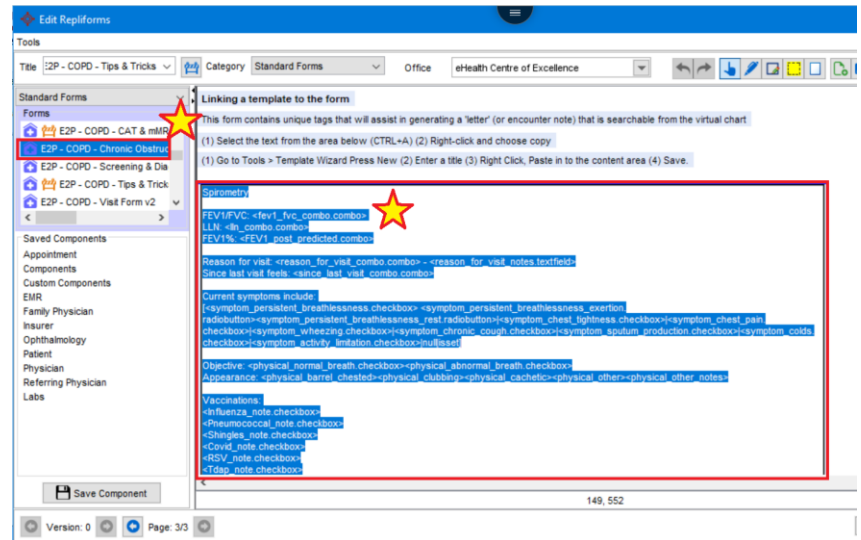 Edit Repliforms
Tools
Title E2P - COPD - Tips & Tricks Category Standard Forms Office eHealth Centre of Excellence
Standard Forms
Forms
E2P - COPD - CAT & mMR
E2P - COPD - Chronic Obstruc
E2P - COPD - Screening & Dia
E2P - COPD - Tips & Trick
E2P - COPD - Visit Form v2
Saved Components
Appointment
Components
Custom Components
EMR
Family Physician
Insurer
Ophthalmology
Patient
Physician
Referring Physician
Labs
Save Component
Version: 0 Page: 3/3
Linking a template to the form
This form contains unique tags that will assist in generating a 'letter' (or encounter note) that is searchable from the virtual chart
(1) Select the text from the area below (CTRL+A) (2) Right-click and choose copy
(1) Go to Tools > Template Wizard Press New (2) Enter a title (3) Right Click, Paste in to the content area (4) Save.
Spirometry
FEV1/FVC: <fev1_fvc_combo.combo>
LLN: <lln_combo.combo>
FEV1%: <FEV1_post_predicted.combo>
Reason for visit: <reason_for_visit_combo.combo> - <reason_for_visit_notes.textfield>
Since last visit feels: <since_last_visit_combo.combo>
Current symptoms include:
[<symptom_persistent_breathlessness.checkbox> <symptom_persistent_breathlessness_exertion.
radiobutton><symptom_persistent_breathlessness_rest.radiobutton>|<symptom_chest_tightness.checkbox>|<symptom_chest_pain.
checkbox>|<symptom_wheezing.checkbox>|<symptom_chronic_cough.checkbox>|<symptom_sputum_production.checkbox>|<symptom_colds.
checkbox>|<symptom_activity_limitation.checkbox>|null|isset]
Objective: <physical_normal_breath.checkbox><physical_abnormal_breath.checkbox>
Appearance: <physical_barrel_chested><physical_clubbing><physical_cachetic><physical_other><physical_other_notes>
Vaccinations:
<Influenza_note.checkbox>
<Pneumococcal_note.checkbox>
<Shingles_note.checkbox>
<Covid_note.checkbox>
<RSV_note.checkbox>
<Tdap_note.checkbox>
149, 552